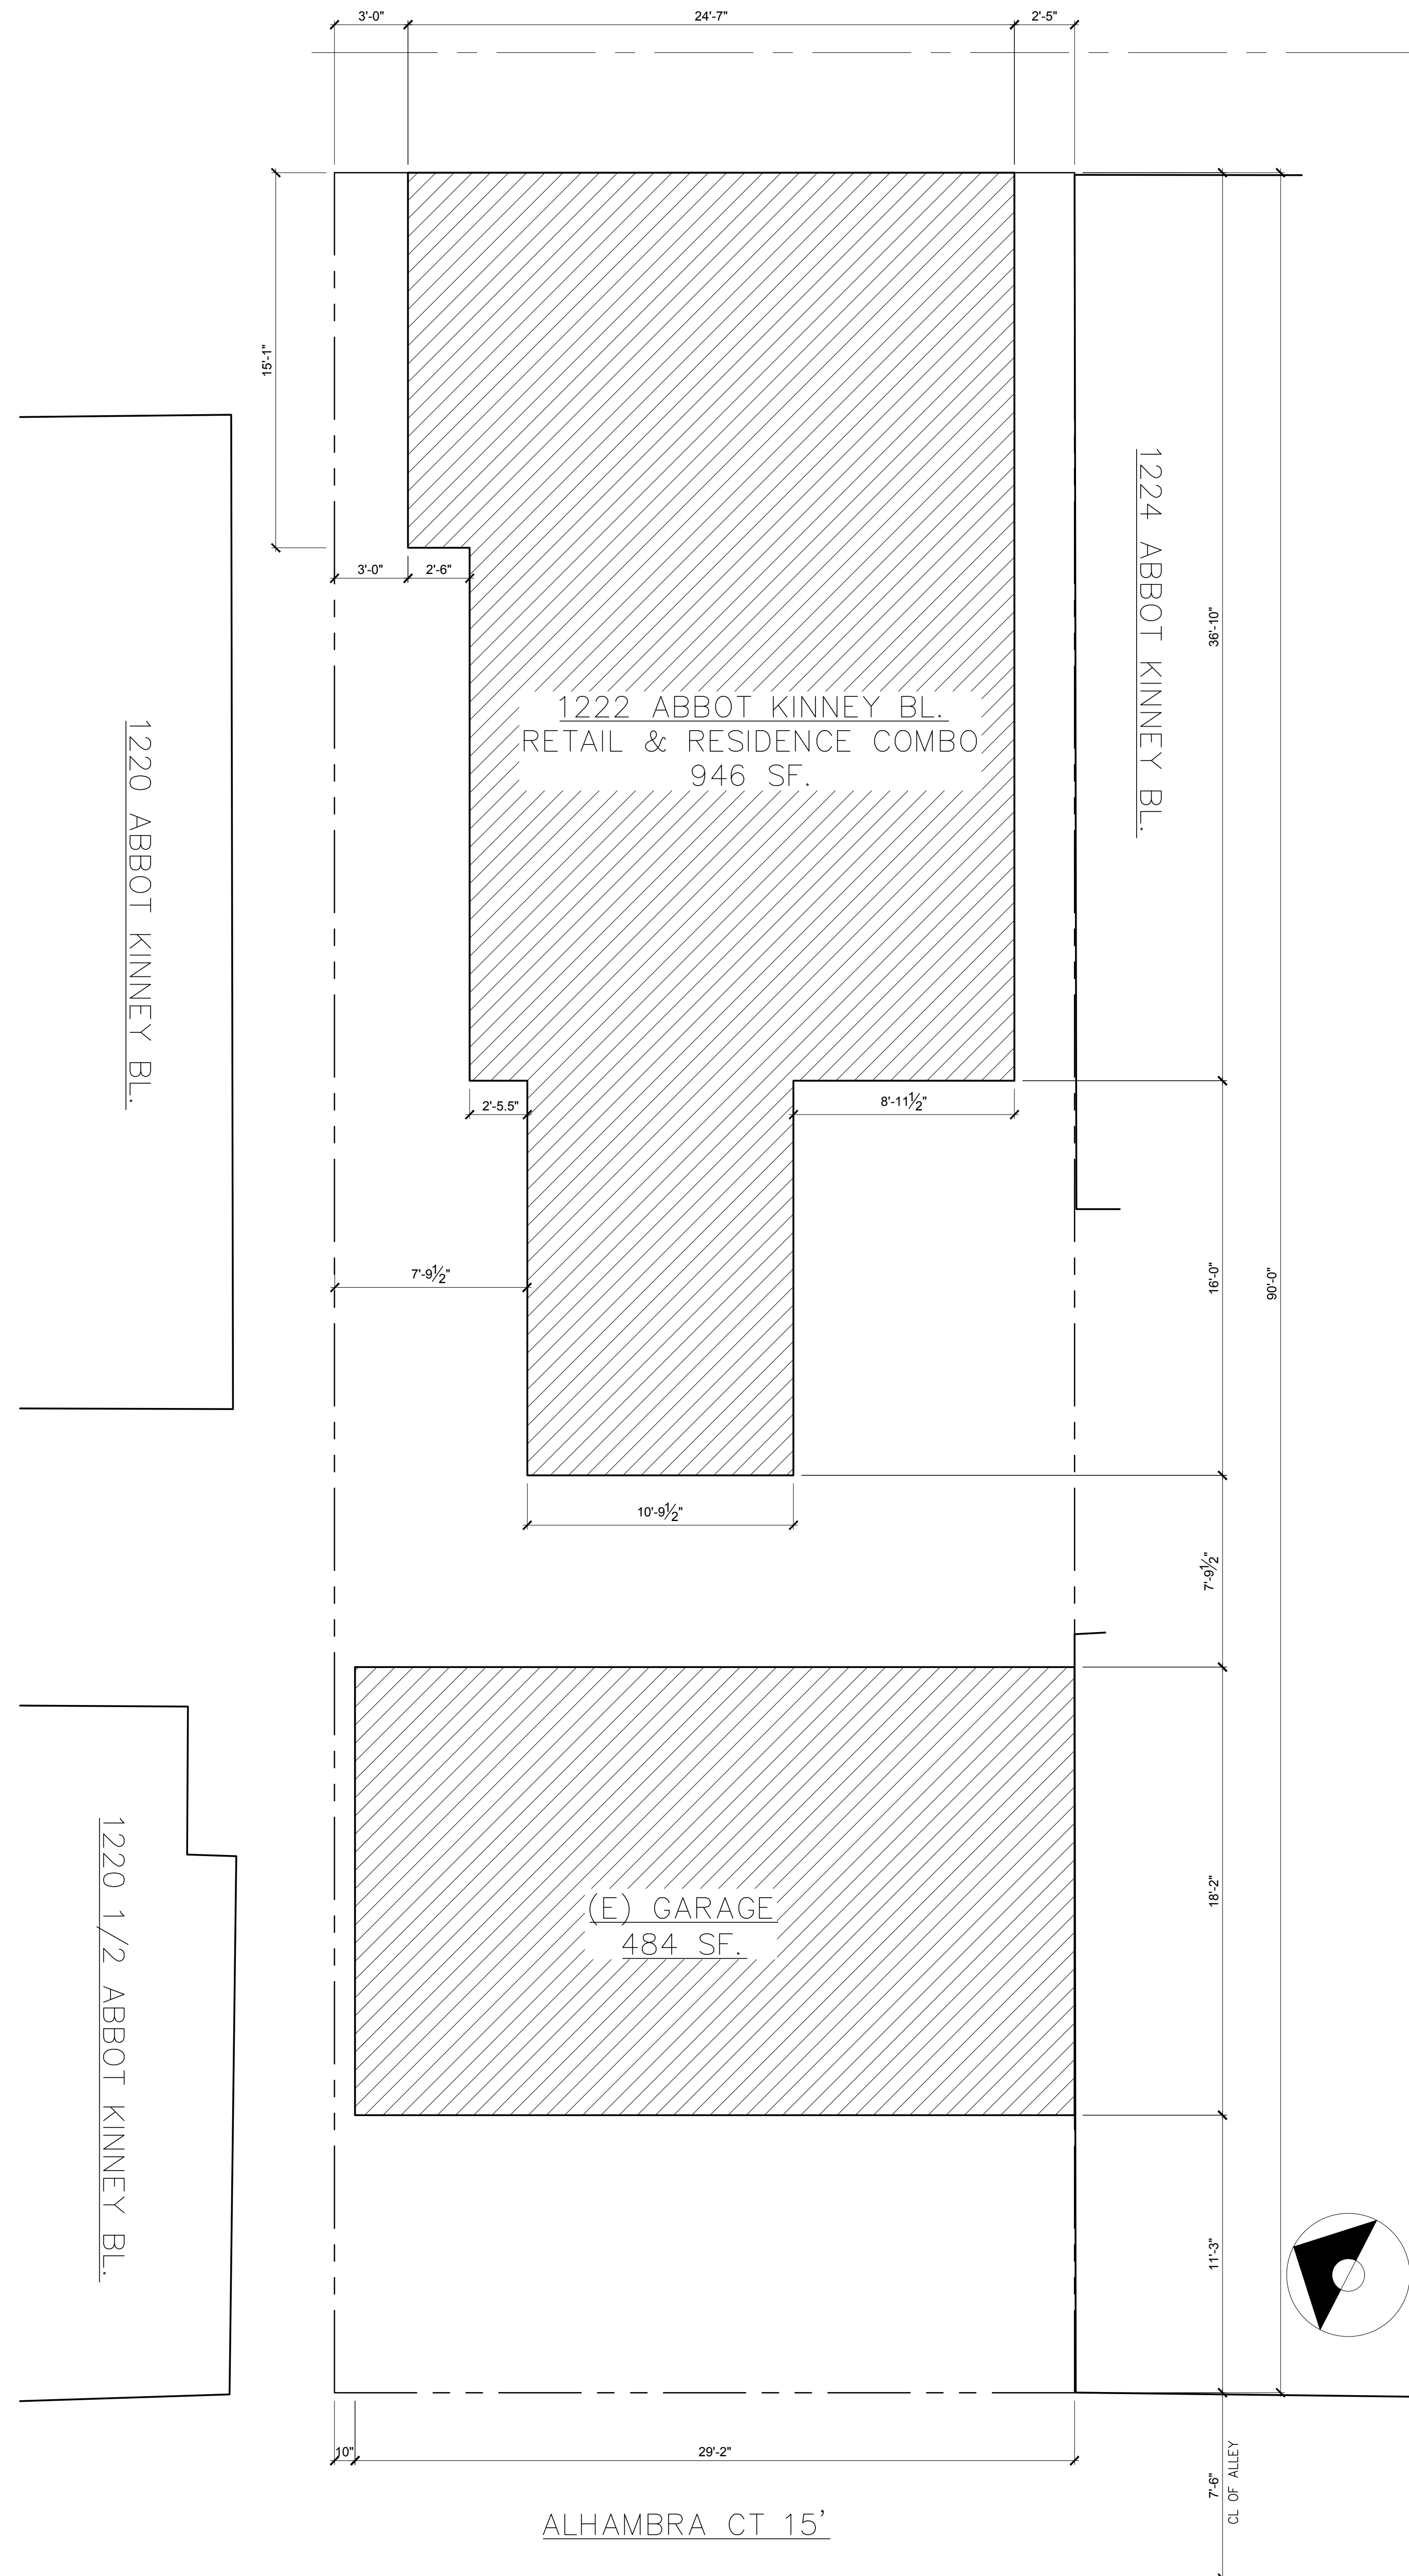 3'-0"
24'-7"
2'-5"
15'-1"
3'-0"
2'-6"
1224 ABBOT KINNEY BL.
36'-10"
1222 ABBOT KINNEY BL.
RETAIL & RESIDENCE COMBO
946 SF.
1220 ABBOT KINNEY BL.
2'-5.5"
8'-11½"
7'-9½"
16'-0"
90'-0"
10'-9½"
7'-9½"
18'-2"
(E) GARAGE
484 SF.
1220 1/2 ABBOT KINNEY BL.
11'-3"
10"
29'-2"
7'-6"
CL OF ALLEY
ALHAMBRA CT 15'